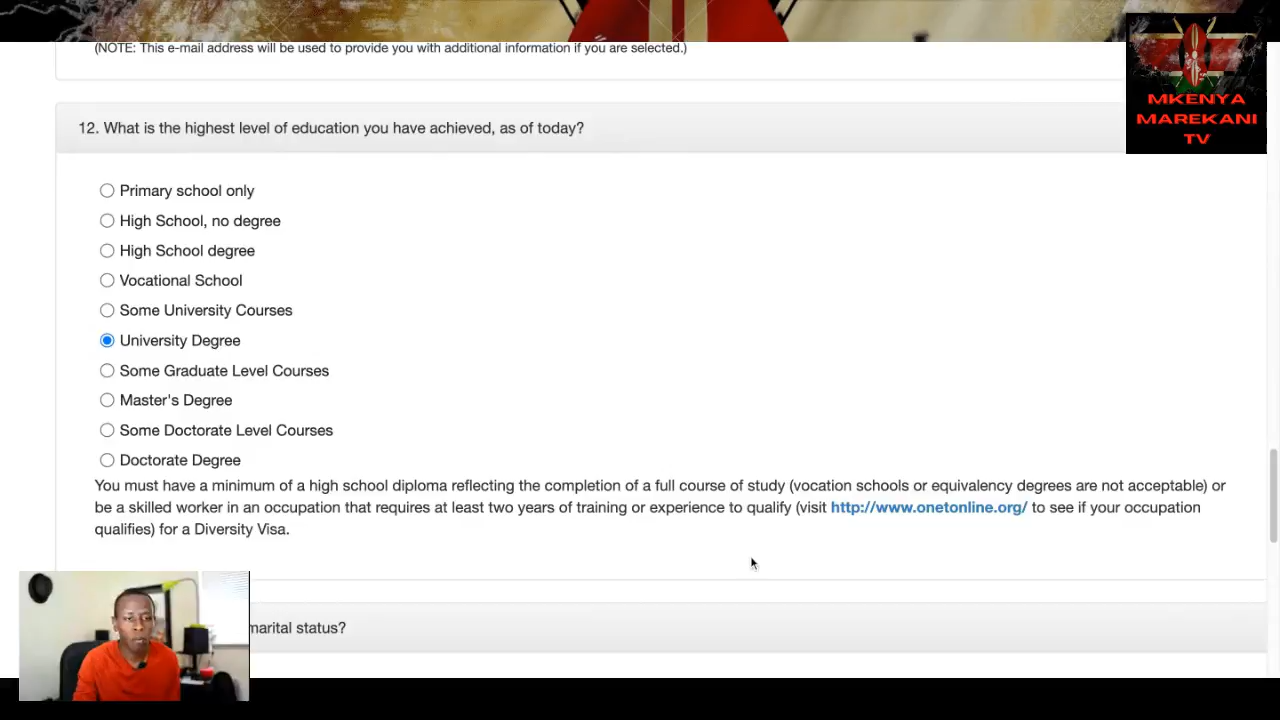 (NOTE: This e-mail address will be used to provide you with additional information if you are selected.)
MKENYA
MAREKANI
TV
12. What is the highest level of education you have achieved, as of today?
Primary school only
High School, no degree
High School degree
Vocational School
Some University Courses
University Degree
Some Graduate Level Courses
Master's Degree
Some Doctorate Level Courses
Doctorate Degree
You must have a minimum of a high school diploma reflecting the completion of a full course of study (vocation schools or equivalency degrees are not acceptable) or
be a skilled worker in an occupation that requires at least two years of training or experience to qualify (visit http://www.onetonline.org/ to see if your occupation
qualifies) for a Diversity Visa.
marital status?